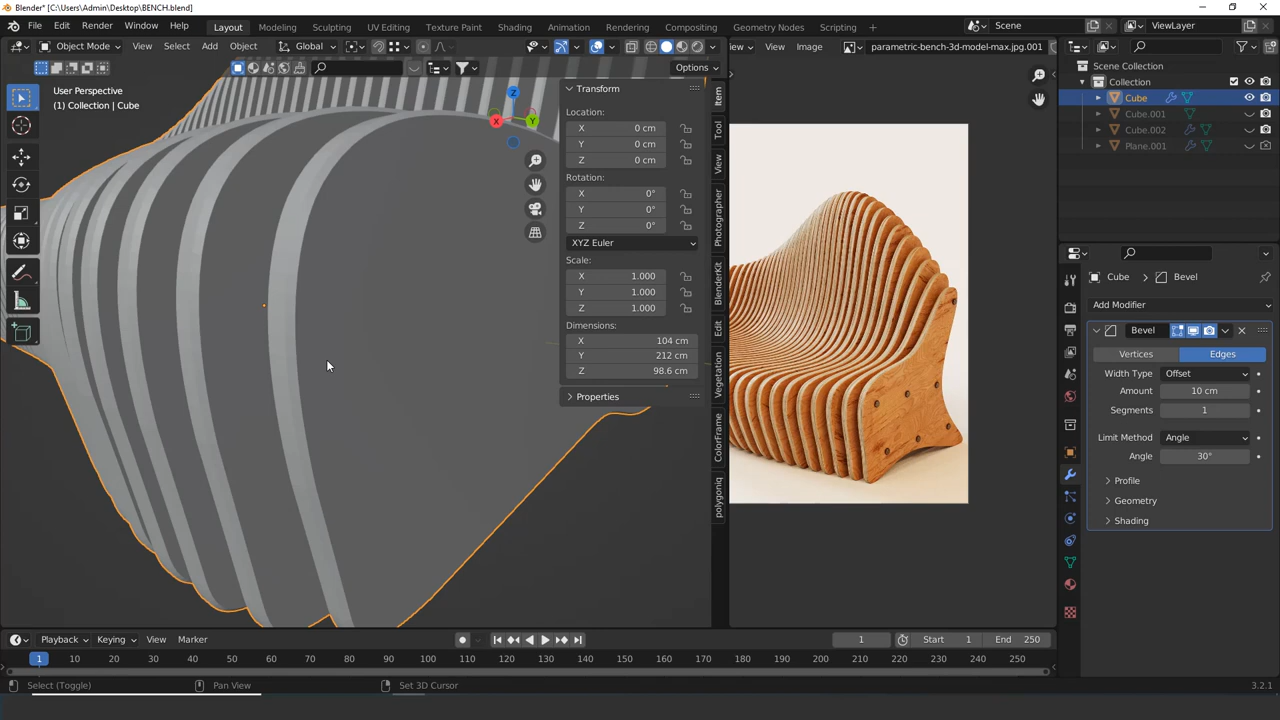 Blender* [C:\Users\Admin\Desktop\BENCH.blend]
File Edit Render Window Help Layout Modeling Sculpting UV Editing Texture Paint Shading Animation Rendering Compositing Geometry Nodes Scripting Scene ViewLayer
Object Mode View Select Add Object Global View Image parametric-bench-3d-model-max.jpg.001
Options
Scene Collection
Collection
Cube
Cube.001
Cube.002
Plane.001
User Perspective
(1) Collection | Cube
Transform
Location:
X 0 cm
Y 0 cm
Z 0 cm
Rotation:
X 0°
Y 0°
Z 0°
XYZ Euler
Scale:
X 1.000
Y 1.000
Z 1.000
Dimensions:
X 104 cm
Y 212 cm
Z 98.6 cm
Properties
Item
Tool
View
Photographer
BlenderKit
Edit
Vegetation
ColorFrame
polygoniq
Z
X
Y
Cube Bevel
Add Modifier
Bevel
Vertices Edges
Width Type Offset
Amount 10 cm
Segments 1
Limit Method Angle
Angle 30°
Profile
Geometry
Shading
Playback Keying View Marker 1 Start 1 End 250
1 10 20 30 40 50 60 70 80 90 100 110 120 130 140 150 160 170 180 190 200 210 220 230 240 250
Select (Toggle) Pan View Set 3D Cursor 3.2.1